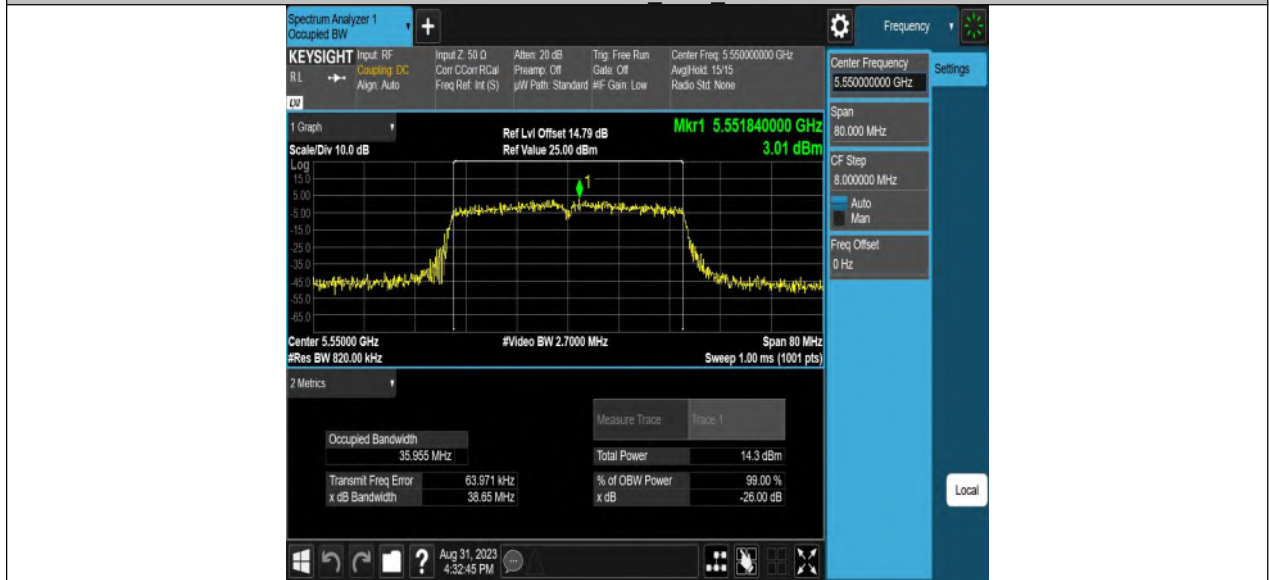 Spectrum Analyzer 1
Occupied BW
+
Frequency
KEYSIGHT
RL
LXI
Input: RF
Coupling: DC
Align: Auto
Input Z: 50 Ω
Corr CCorr RCal
Freq Ref: Int (S)
Atten: 20 dB
Preamp: Off
µW Path: Standard
Trig: Free Run
Gate: Off
#IF Gain: Low
Center Freq: 5.550000000 GHz
Avg|Hold: 15/15
Radio Std: None
Center Frequency
5.550000000 GHz
Settings
Span
80.000 MHz
CF Step
8.000000 MHz
Auto
Man
Freq Offset
0 Hz
Local
1 Graph
Scale/Div 10.0 dB
Ref Lvl Offset 14.79 dB
Ref Value 25.00 dBm
Mkr1 5.551840000 GHz
3.01 dBm
Log
15.0
5.00
-5.00
-15.0
-25.0
-35.0
-45.0
-55.0
-65.0
1
Center 5.55000 GHz
#Res BW 820.00 kHz
#Video BW 2.7000 MHz
Span 80 MHz
Sweep 1.00 ms (1001 pts)
2 Metrics
Measure Trace Trace 1
Occupied Bandwidth
35.955 MHz
Total Power 14.3 dBm
Transmit Freq Error 63.971 kHz
% of OBW Power 99.00 %
x dB Bandwidth 38.65 MHz
x dB -26.00 dB
?
Aug 31, 2023
4:32:45 PM